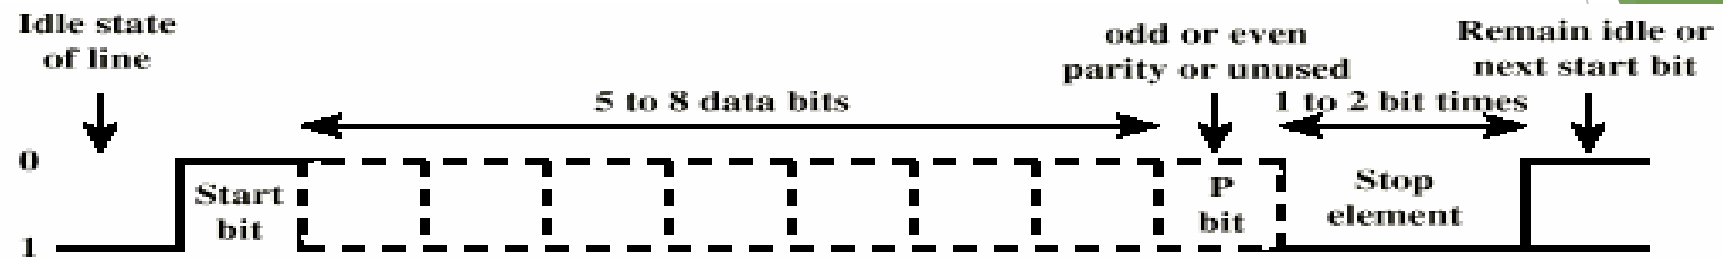 Idle state
of line
odd or even
parity or unused
Remain idle or
next start bit
5 to 8 data bits
1 to 2 bit times
0
Start
bit
P
bit
Stop
element
1